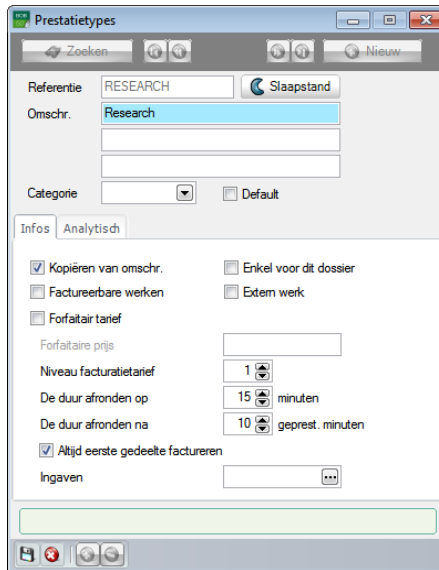 BOB
Prestatietypes
Zoeken
Nieuw
Referentie RESEARCH Slaapstand
Omschr. Research
Categorie Default
Infos Analytisch
Kopiëren van omschr. Enkel voor dit dossier
Factureerbare werken Extern werk
Forfaitair tarief
Forfaitaire prijs
Niveau facturatietarief 1
De duur afronden op 15 minuten
De duur afronden na 10 geprest. minuten
Altijd eerste gedeelte factureren
Ingaven ...